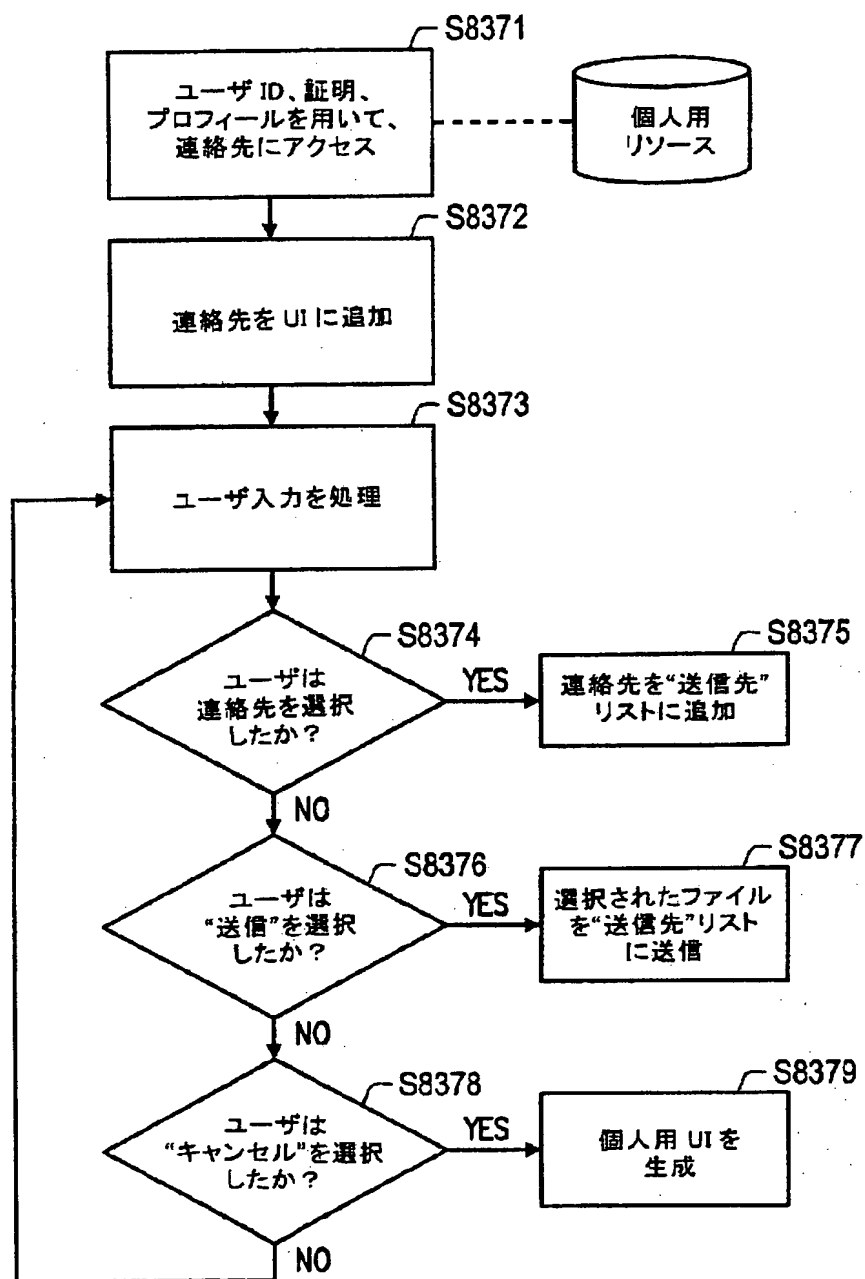 S8371
ユーザ ID、証明、
プロフィールを用いて、
連絡先にアクセス
個人用
リソース
S8372
連絡先を UI に追加
S8373
ユーザ入力を処理
S8374
ユーザは
連絡先を選択
したか？
YES
S8375
連絡先を“送信先”
リストに追加
NO
S8376
ユーザは
“送信”を選択
したか？
YES
S8377
選択されたファイル
を“送信先”リスト
に送信
NO
S8378
ユーザは
“キャンセル”を選択
したか？
YES
S8379
個人用 UI を
生成
NO